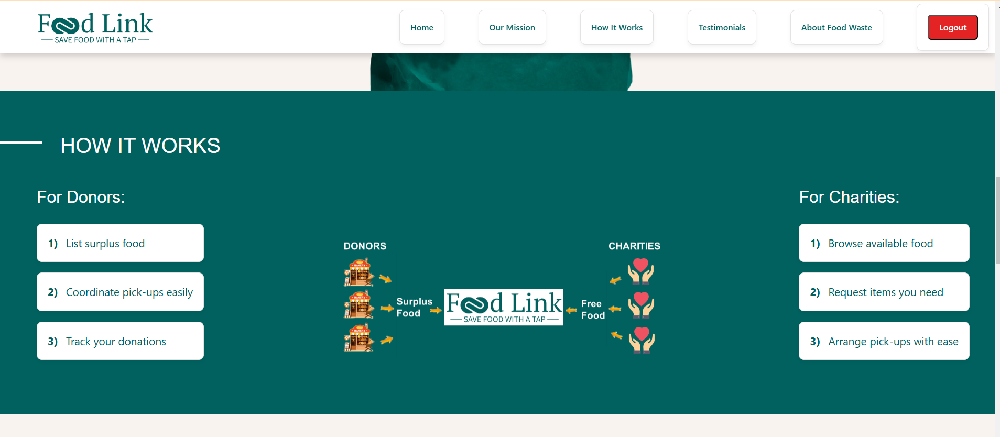 Food Link
SAVE FOOD WITH A TAP
Home
Our Mission
How It Works
Testimonials
About Food Waste
Logout
HOW IT WORKS
For Donors:
1) List surplus food
2) Coordinate pick-ups easily
3) Track your donations
DONORS
BAKERY
BAKERY
BAKERY
Surplus
Food
Food Link
SAVE FOOD WITH A TAP
Free
Food
CHARITIES
For Charities:
1) Browse available food
2) Request items you need
3) Arrange pick-ups with ease